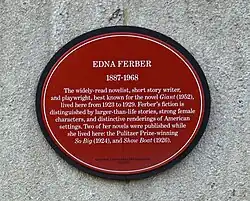 EDNA FERBER
1887-1968
The widely-read novelist, short story writer,
and playwright, best known for the novel Giant (1952),
lived here from 1923 to 1929. Ferber's fiction is
distinguished by larger-than-life stories, strong female
characters, and distinctive renderings of American
settings. Two of her novels were published while
she lived here: the Pulitzer Prize-winning
So Big (1924), and Show Boat (1926).